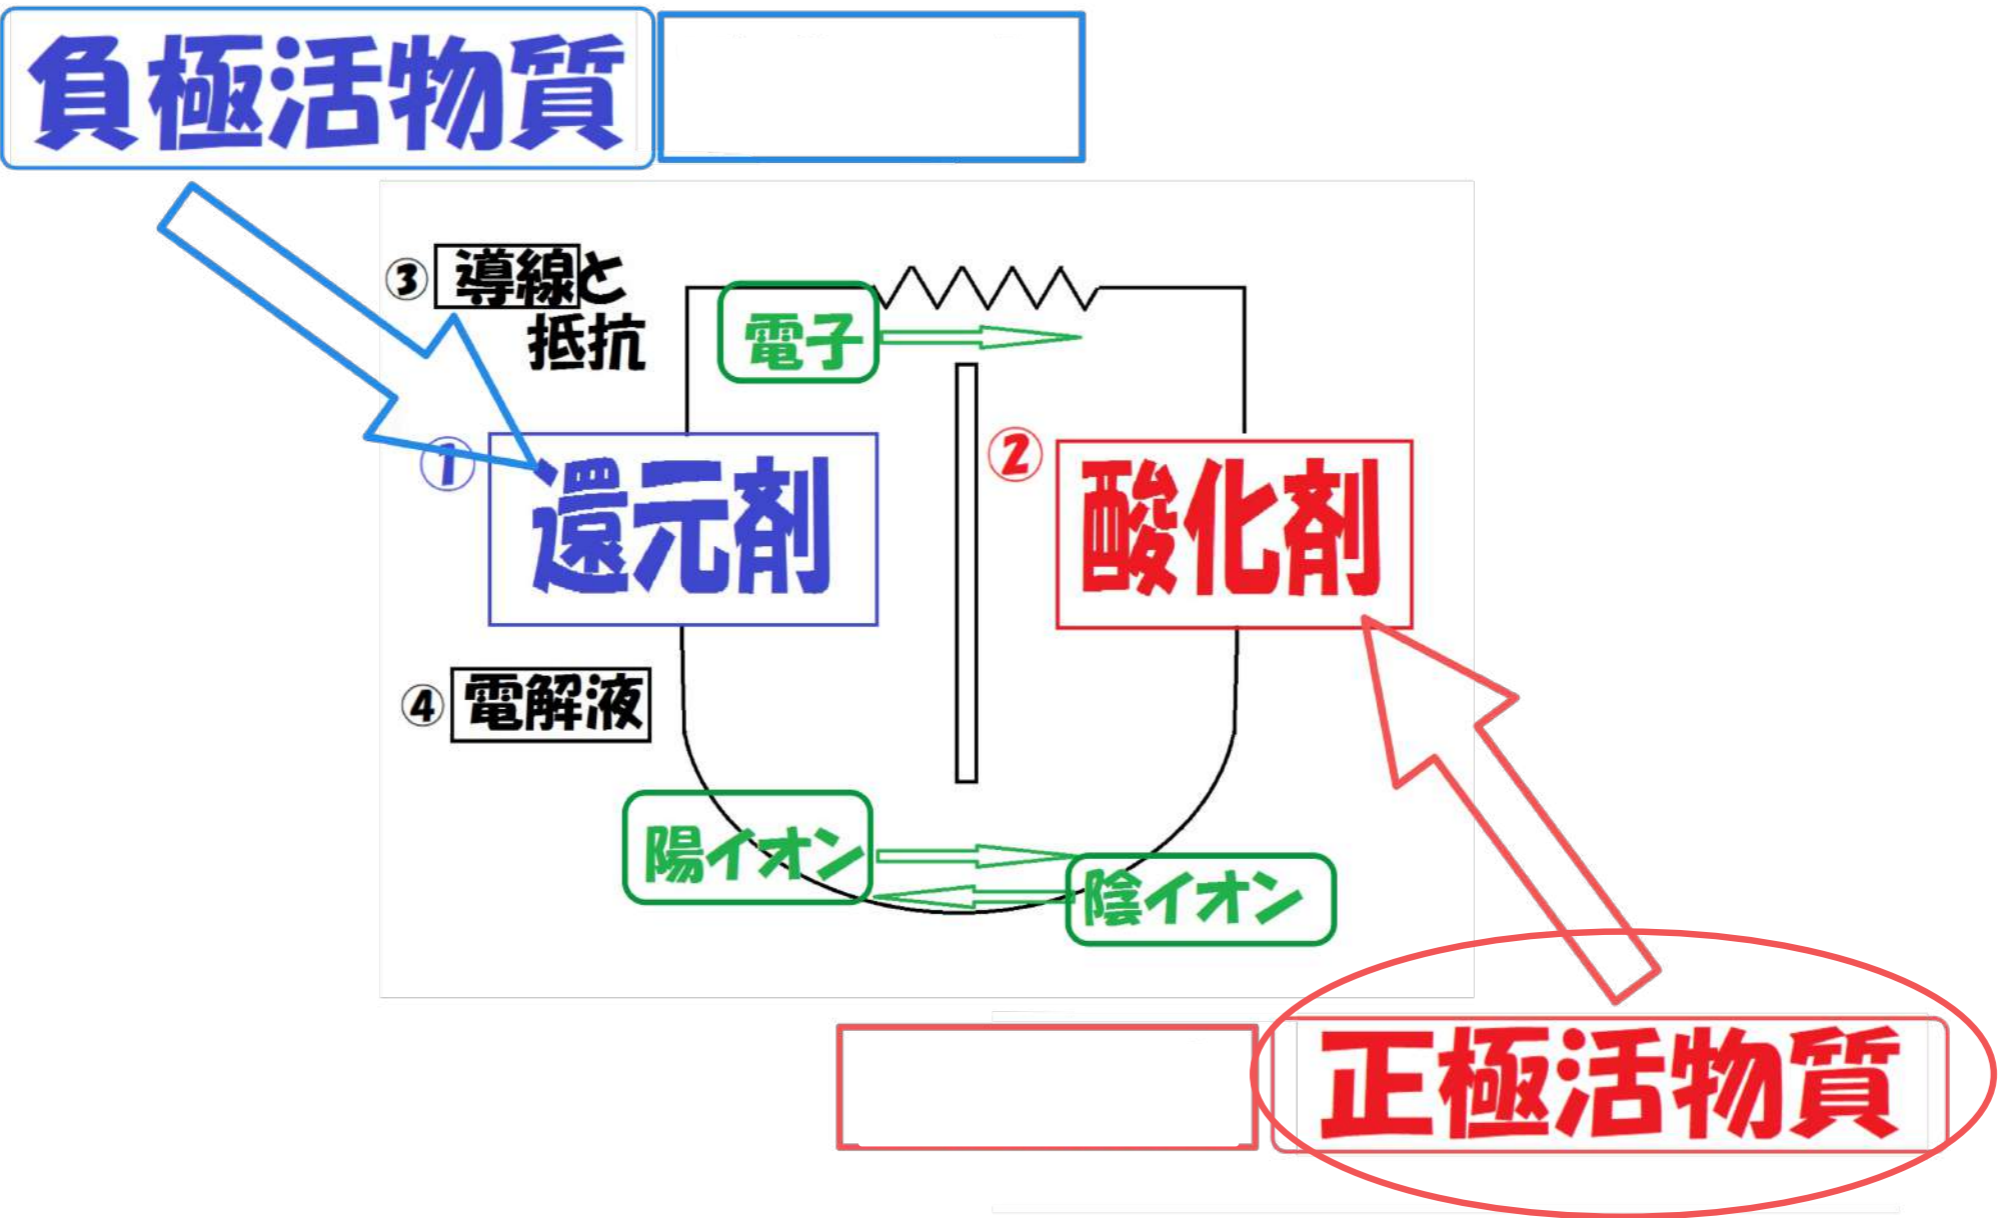 負極活物質
③ 導線と
抵抗
電子
① 還元剤
② 酸化剤
④ 電解液
陽イオン
陰イオン
正極活物質